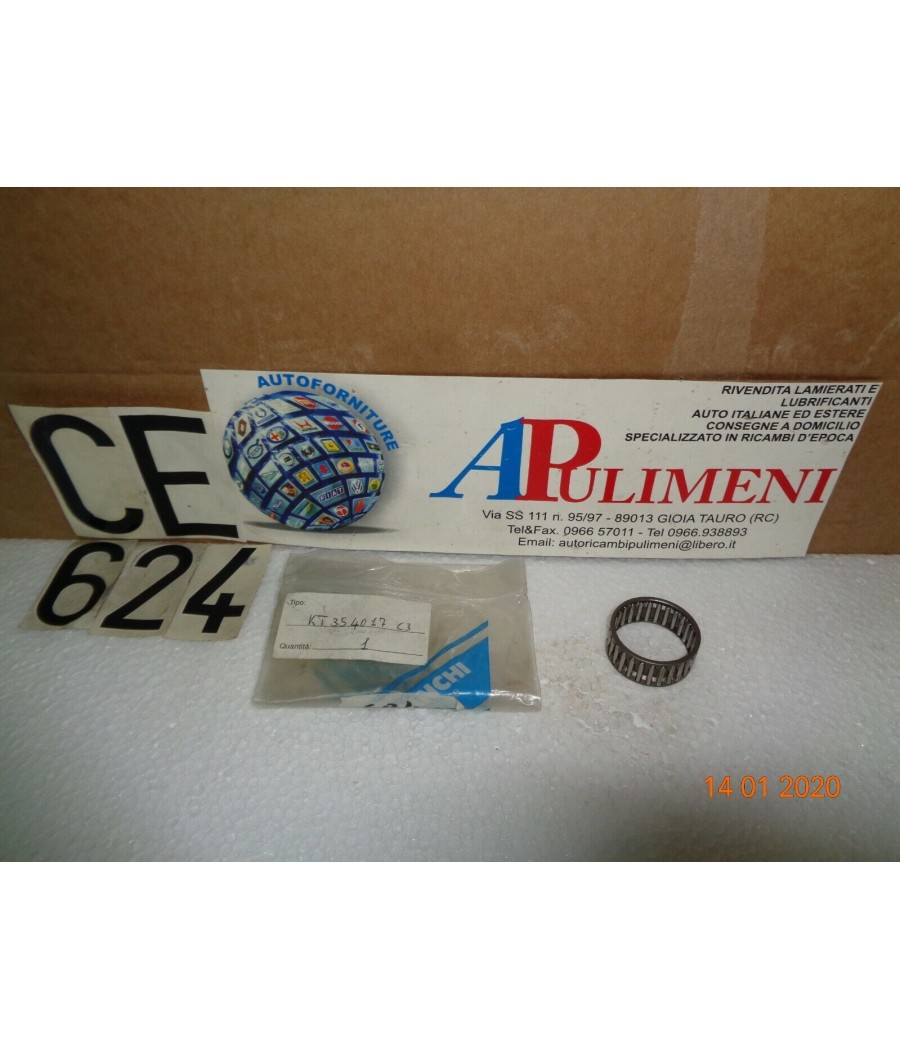 AUTOFORNITURE
RIVENDITA LAMIERATI E
LUBRIFICANTI
AUTO ITALIANE ED ESTERE
CONSEGNE A DOMICILIO
SPECIALIZZATO IN RICAMBI D'EPOCA
APULIMENI
Via SS 111 n. 95/97 - 89013 GIOIA TAURO (RC)
Tel&Fax. 0966 57011 - Tel 0966.938893
Email: autoricambipulimeni@libero.it
CE
624
Tipo:
KT 354017 C3
Quantità: 1
14 01 2020